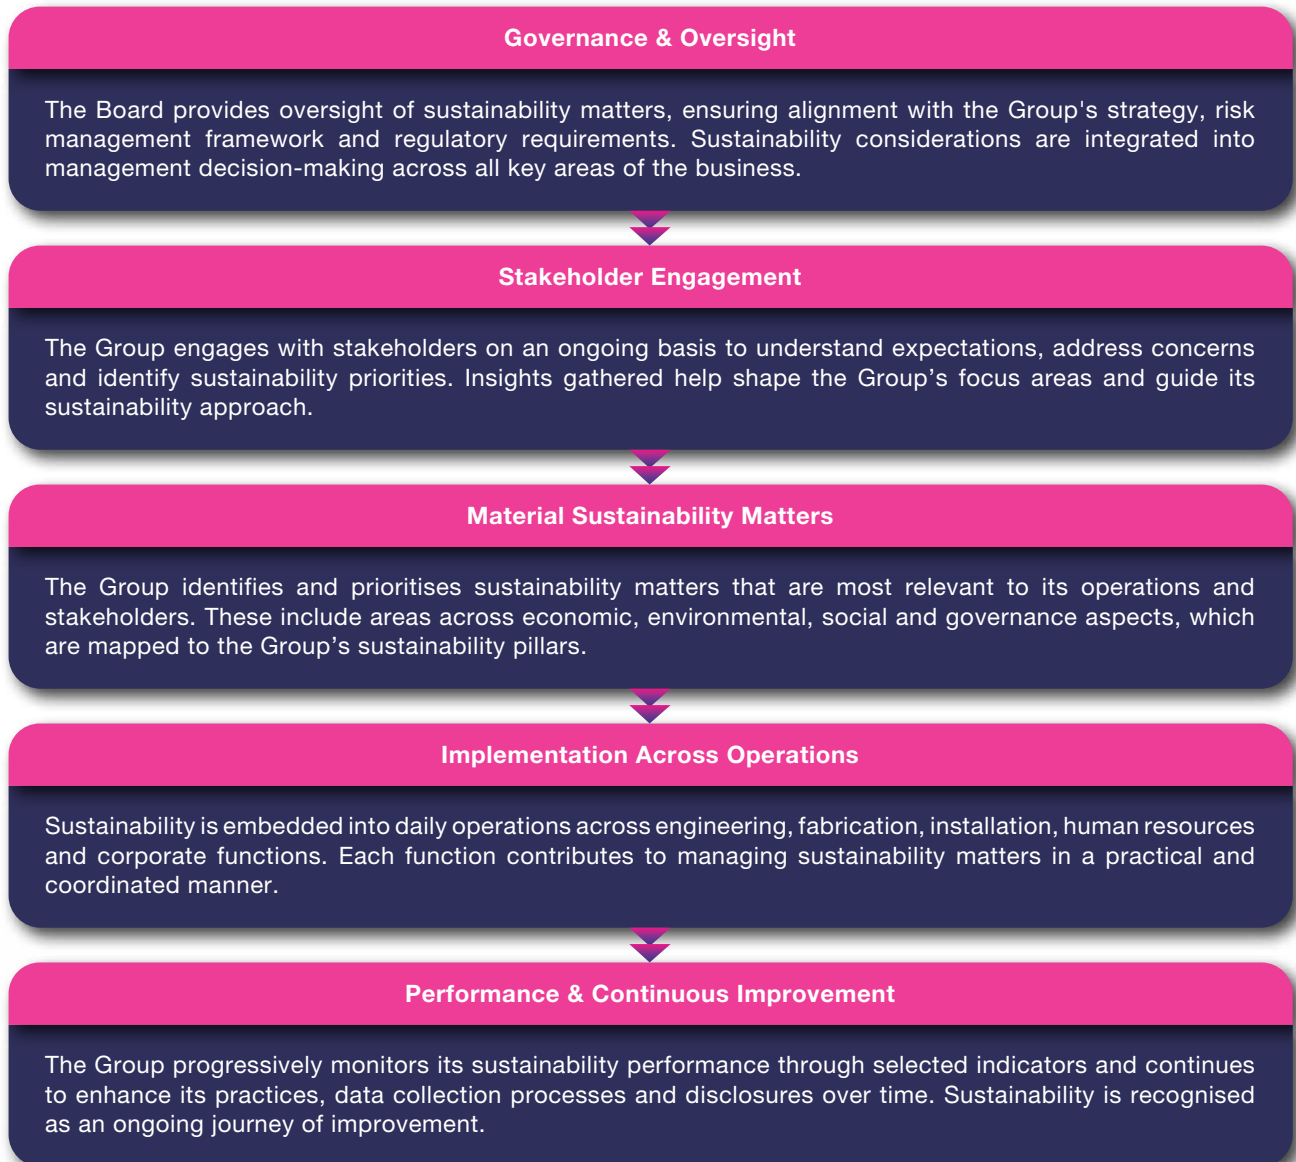 Governance & Oversight
The Board provides oversight of sustainability matters, ensuring alignment with the Group's strategy, risk
management framework and regulatory requirements. Sustainability considerations are integrated into
management decision-making across all key areas of the business.
Stakeholder Engagement
The Group engages with stakeholders on an ongoing basis to understand expectations, address concerns
and identify sustainability priorities. Insights gathered help shape the Group’s focus areas and guide its
sustainability approach.
Material Sustainability Matters
The Group identifies and prioritises sustainability matters that are most relevant to its operations and
stakeholders. These include areas across economic, environmental, social and governance aspects, which
are mapped to the Group’s sustainability pillars.
Implementation Across Operations
Sustainability is embedded into daily operations across engineering, fabrication, installation, human resources
and corporate functions. Each function contributes to managing sustainability matters in a practical and
coordinated manner.
Performance & Continuous Improvement
The Group progressively monitors its sustainability performance through selected indicators and continues
to enhance its practices, data collection processes and disclosures over time. Sustainability is recognised
as an ongoing journey of improvement.